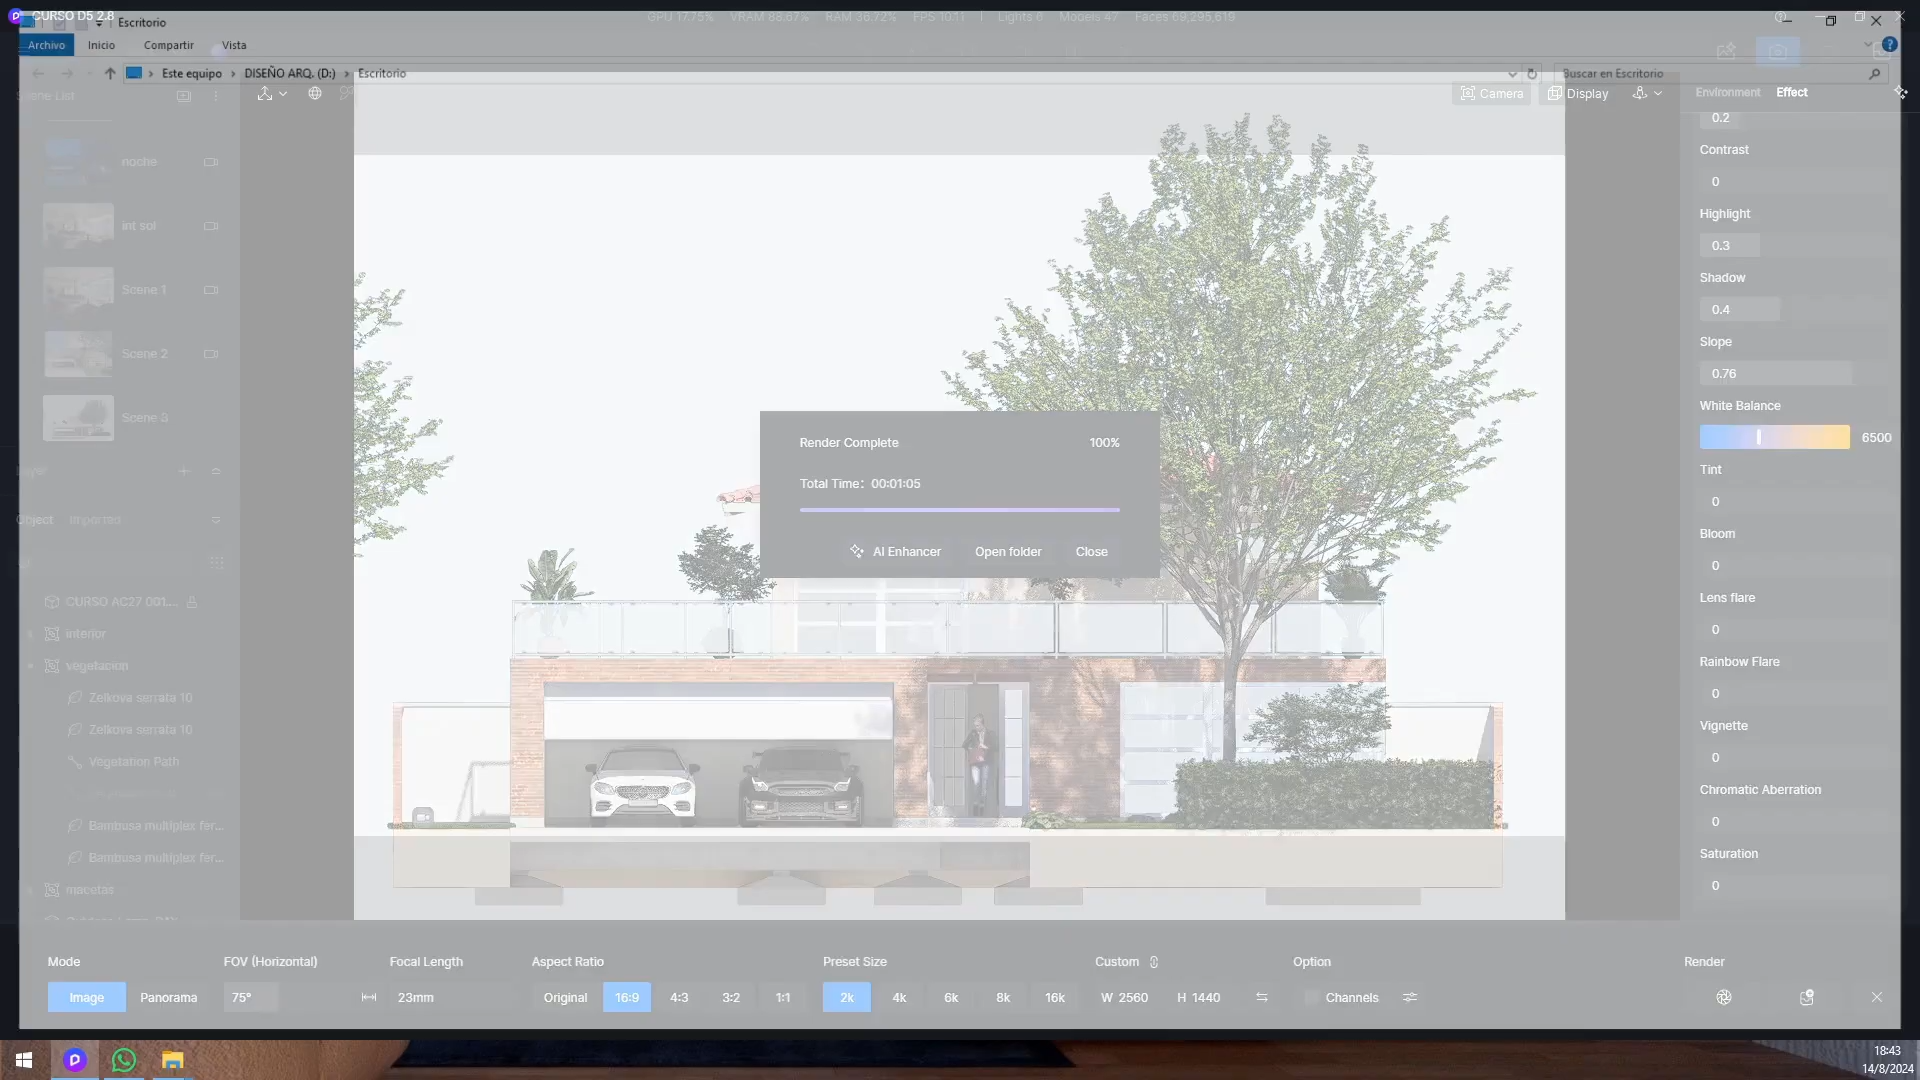 CURSO D5 2.8
Escritorio
GPU 17.75% VRAM 88.67% RAM 36.72% FPS 10.11 Lights 6 Models 47 Faces 69,295,619
Archivo Inicio Compartir Vista
Este equipo > DISEÑO ARQ. (D:) > Escritorio
Buscar en Escritorio
Scene List
Camera Display
Environment Effect
0.2
Contrast
0
Highlight
0.3
Shadow
0.4
Slope
0.76
White Balance
6500
Tint
0
Bloom
0
Lens flare
0
Rainbow Flare
0
Vignette
0
Chromatic Aberration
0
Saturation
0
noche
int sol
Scene 1
Scene 2
Scene 3
Layer
Object Imported
CURSO AC27 001....
interior
vegetacion
Zelkova serrata 10
Zelkova serrata 10
Vegetation Path
Bambusa multiplex fer...
Bambusa multiplex fer...
macetas
Render Complete 100%
Total Time: 00:01:05
AI Enhancer Open folder Close
Mode
Image Panorama
FOV (Horizontal)
75°
Focal Length
23mm
Aspect Ratio
Original 16:9 4:3 3:2 1:1
Preset Size
2k 4k 6k 8k 16k
Custom
W 2560 H 1440
Option
Channels
Render
18:43
14/8/2024